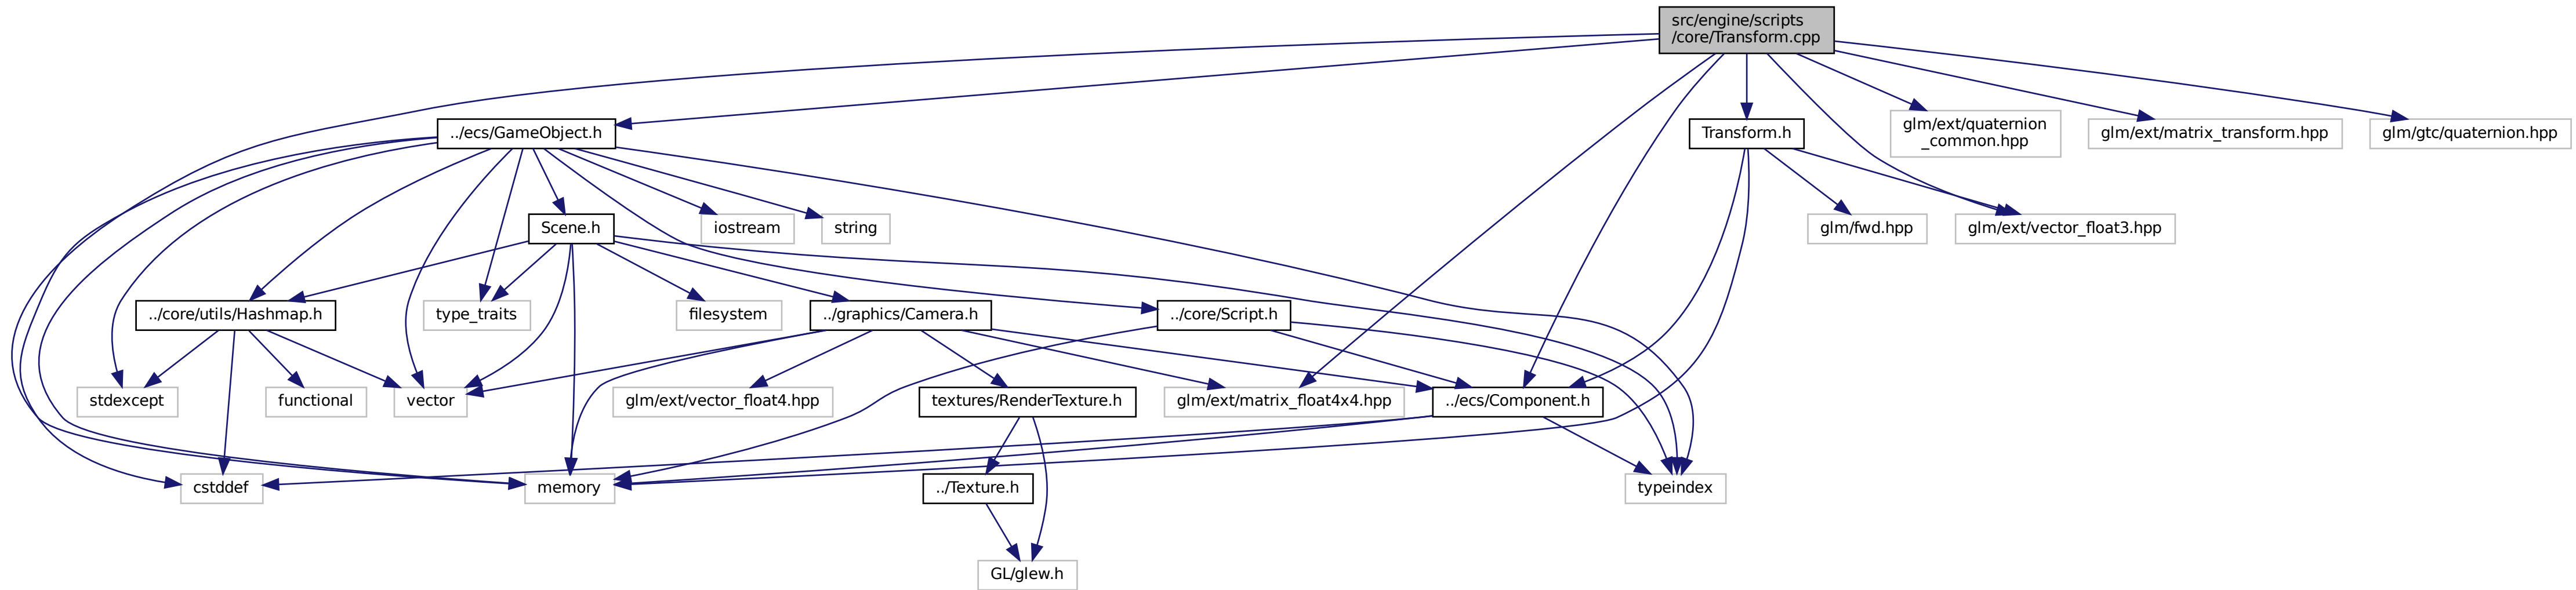 src/engine/scripts
/core/Transform.cpp
../ecs/GameObject.h
Transform.h
glm/ext/quaternion
_common.hpp
glm/ext/matrix_transform.hpp
glm/gtc/quaternion.hpp
Scene.h
iostream
string
glm/fwd.hpp
glm/ext/vector_float3.hpp
../core/utils/Hashmap.h
type_traits
filesystem
../graphics/Camera.h
../core/Script.h
stdexcept
functional
vector
glm/ext/vector_float4.hpp
textures/RenderTexture.h
glm/ext/matrix_float4x4.hpp
../ecs/Component.h
cstddef
memory
../Texture.h
typeindex
GL/glew.h